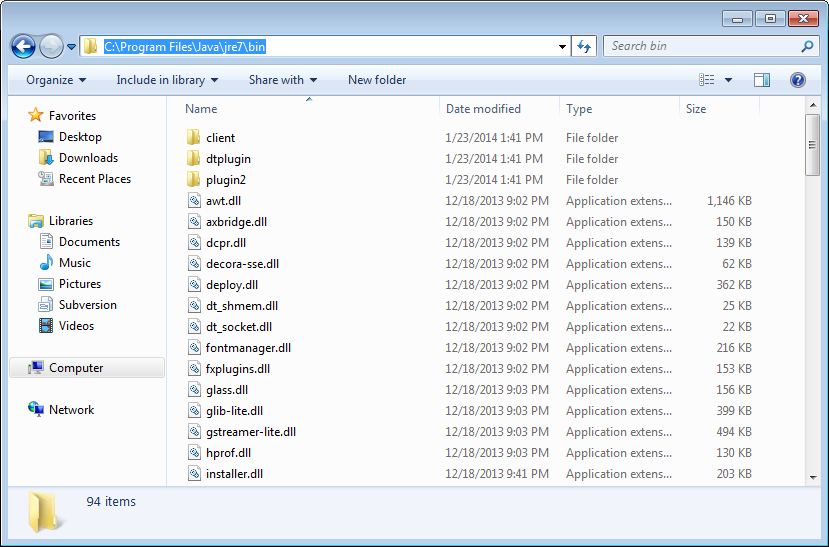 C:\Program Files\Java\jre7\bin Search bin
Organize Include in library Share with New folder
Favorites
Desktop
Downloads
Recent Places
Libraries
Documents
Music
Pictures
Subversion
Videos
Computer
Network
Name Date modified Type Size
client 1/23/2014 1:41 PM File folder
dtplugin 1/23/2014 1:41 PM File folder
plugin2 1/23/2014 1:41 PM File folder
awt.dll 12/18/2013 9:02 PM Application extens... 1,146 KB
axbridge.dll 12/18/2013 9:02 PM Application extens... 150 KB
dcpr.dll 12/18/2013 9:02 PM Application extens... 139 KB
decora-sse.dll 12/18/2013 9:02 PM Application extens... 62 KB
deploy.dll 12/18/2013 9:02 PM Application extens... 362 KB
dt_shmem.dll 12/18/2013 9:02 PM Application extens... 25 KB
dt_socket.dll 12/18/2013 9:02 PM Application extens... 22 KB
fontmanager.dll 12/18/2013 9:02 PM Application extens... 216 KB
fxplugins.dll 12/18/2013 9:02 PM Application extens... 153 KB
glass.dll 12/18/2013 9:03 PM Application extens... 156 KB
glib-lite.dll 12/18/2013 9:03 PM Application extens... 399 KB
gstreamer-lite.dll 12/18/2013 9:03 PM Application extens... 494 KB
hprof.dll 12/18/2013 9:03 PM Application extens... 130 KB
installer.dll 12/18/2013 9:41 PM Application extens... 203 KB
94 items